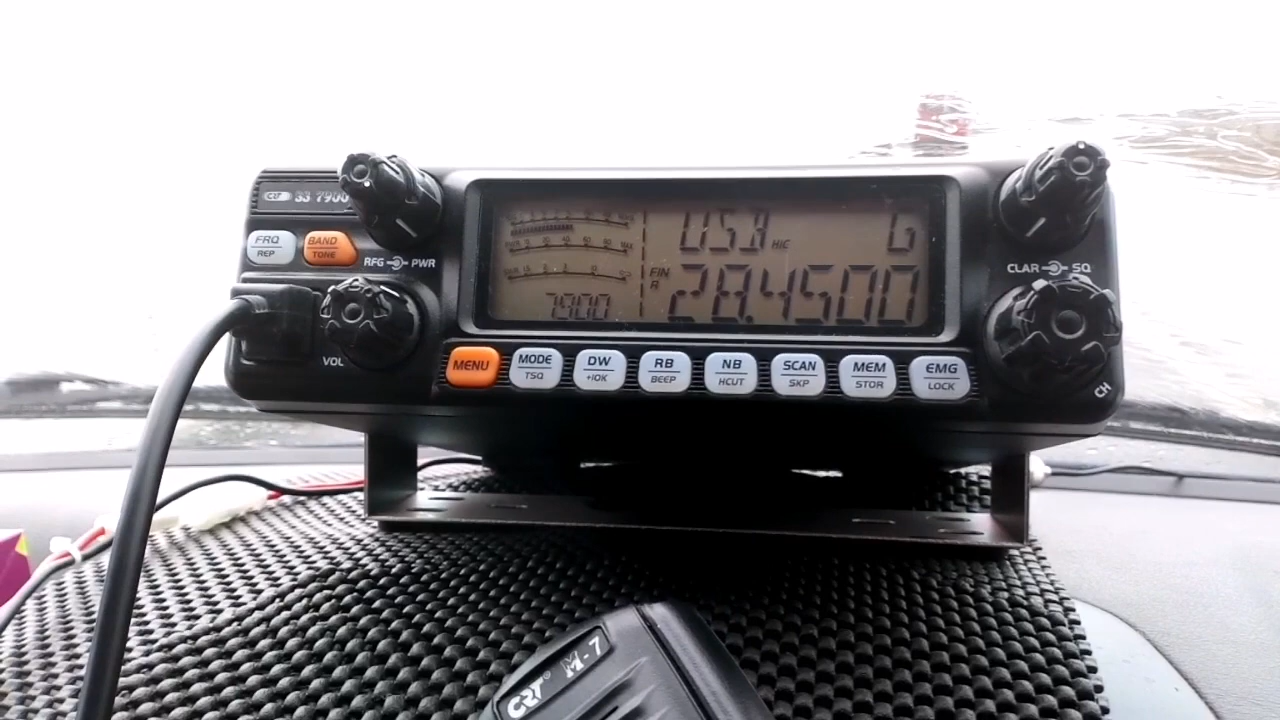 CRT SS 7900
FRQ
REP
BAND
TONE
RFG PWR
VOL
USB HIC G
FIN
R
28.4500
7900
CLAR SQ
CH
MENU
MODE
TSQ
DW
+10K
RB
BEEP
NB
HCUT
SCAN
SKP
MEM
STOR
EMG
LOCK
CRT® M-7